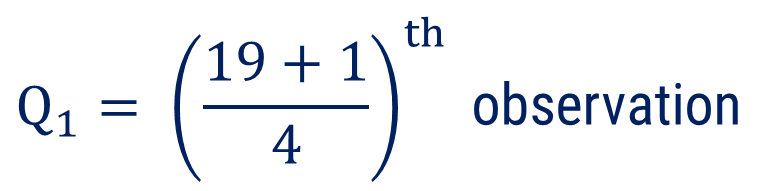 Q₁ = ((19 + 1)/4)ᵗʰ observation